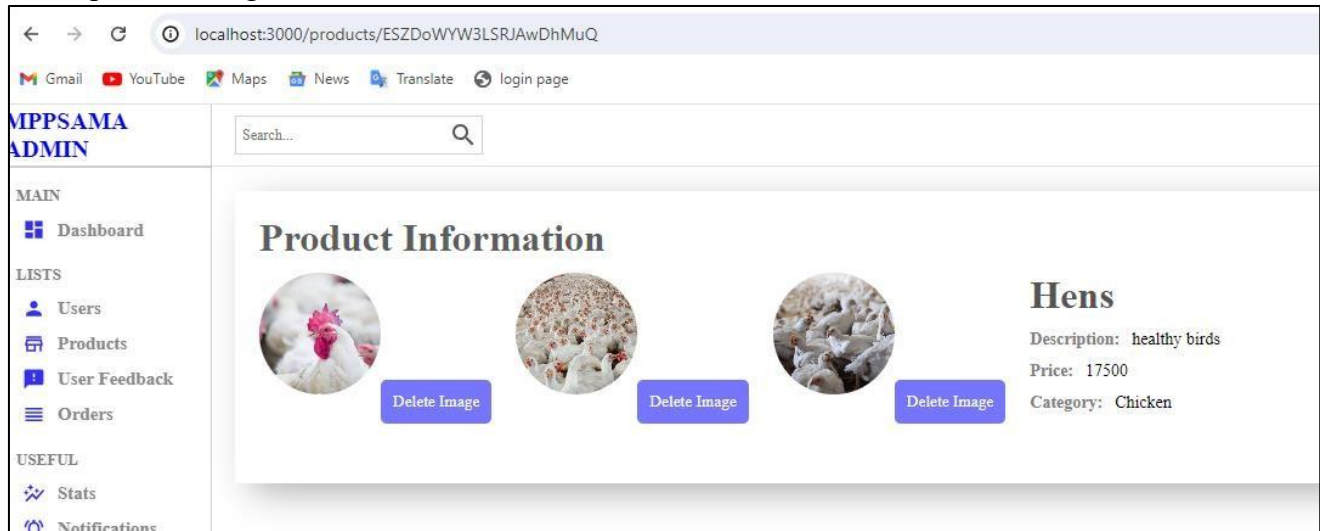 localhost:3000/products/ESZDoWYW3LSRJAwDhMuQ
Gmail YouTube Maps News Translate login page
MPPSAMA
ADMIN
Search...
MAIN
Dashboard
LISTS
Users
Products
User Feedback
Orders
USEFUL
Stats
Notifications
Product Information
Delete Image Delete Image Delete Image
Hens
Description: healthy birds
Price: 17500
Category: Chicken